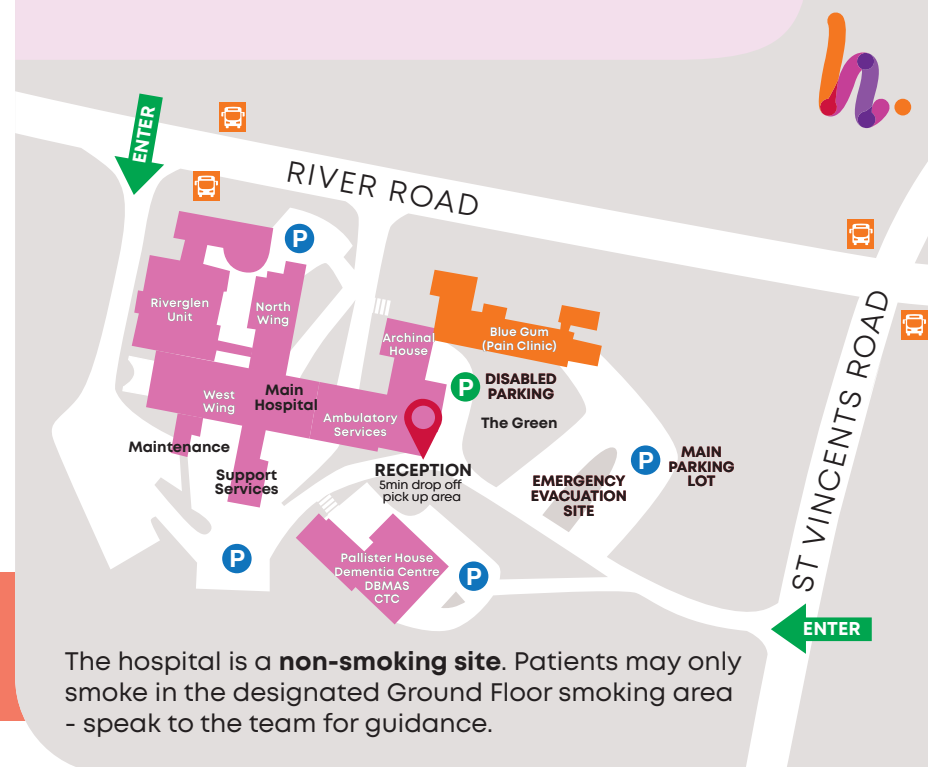 ENTER
RIVER ROAD
Riverglen
Unit
North
Wing
Archinal
House
Blue Gum
(Pain Clinic)
P
P
DISABLED
PARKING
The Green
West
Wing
Main
Hospital
Ambulatory
Services
Maintenance
Support
Services
RECEPTION
5min drop off
pick up area
EMERGENCY
EVACUATION
SITE
P
MAIN
PARKING
LOT
ST VINCENTS ROAD
P
Pallister House
Dementia Centre
DBMAS
CTC
P
ENTER
The hospital is a non-smoking site. Patients may only
smoke in the designated Ground Floor smoking area
- speak to the team for guidance.
h.